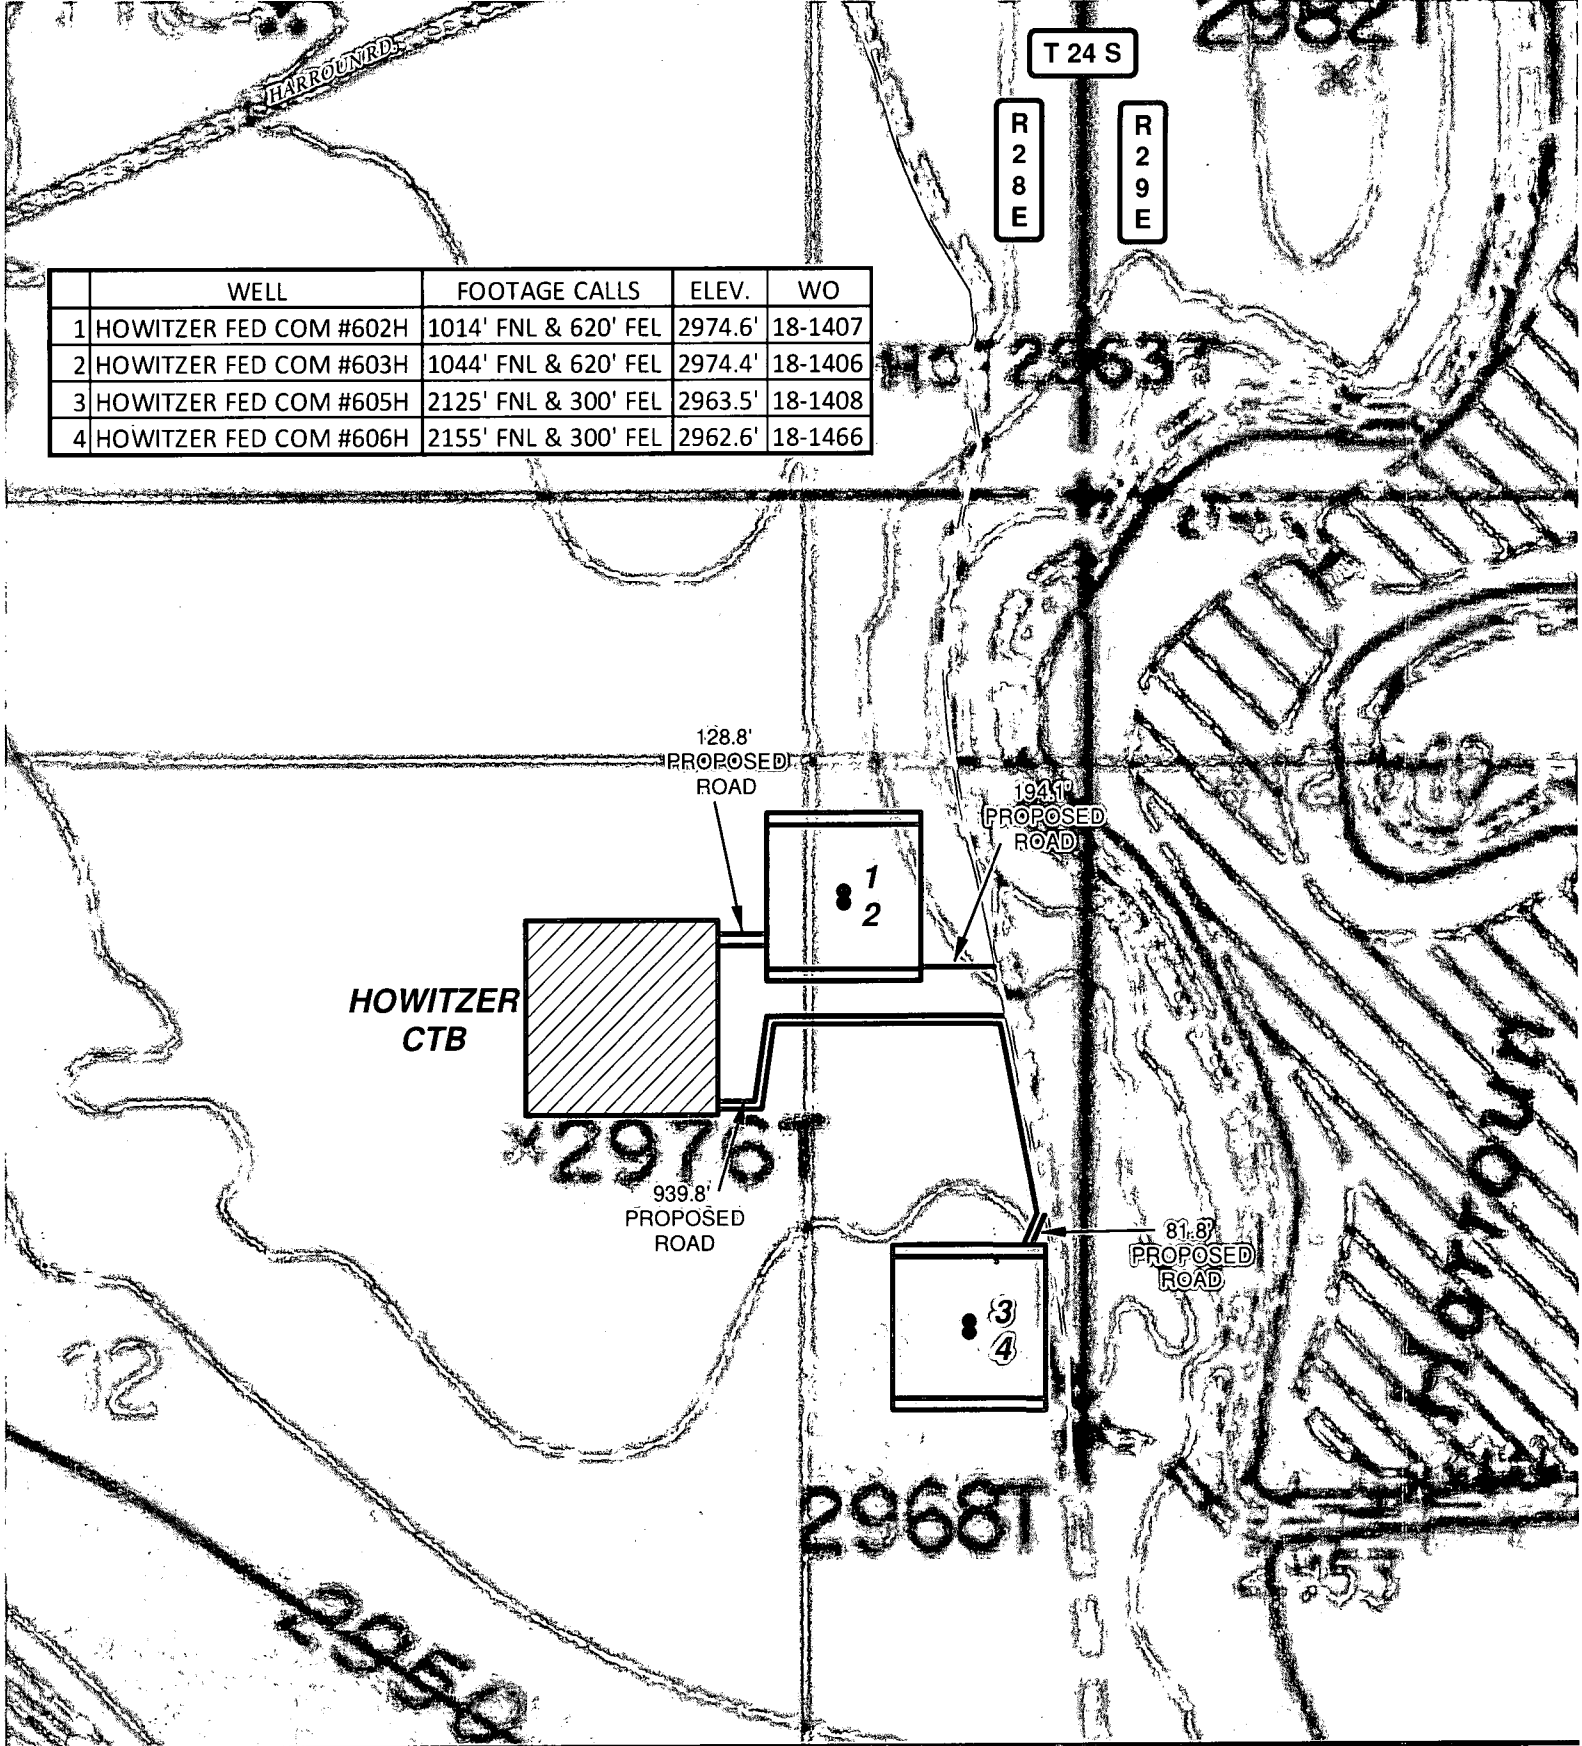 2982T
HARROUN RD.
T 24 S
R
2
8
E
R
2
9
E
WELL FOOTAGE CALLS ELEV. WO
1 HOWITZER FED COM #602H 1014' FNL & 620' FEL 2974.6' 18-1407
2 HOWITZER FED COM #603H 1044' FNL & 620' FEL 2974.4' 18-1406
3 HOWITZER FED COM #605H 2125' FNL & 300' FEL 2963.5' 18-1408
4 HOWITZER FED COM #606H 2155' FNL & 300' FEL 2962.6' 18-1466
2963T
128.8'
PROPOSED
ROAD
194.1'
PROPOSED
ROAD
1
2
HOWITZER
CTB
2976T
939.8'
PROPOSED
ROAD
81.8'
PROPOSED
ROAD
3
4
Harroun
12
2968T
2950